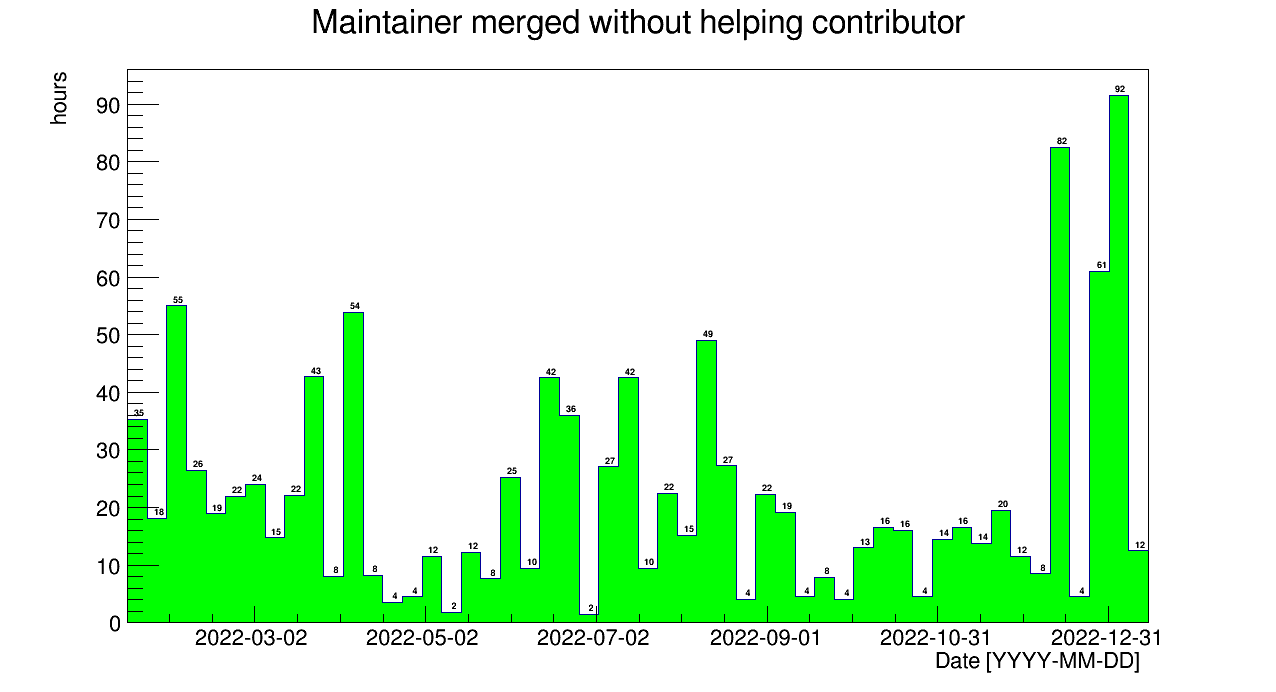 Maintainer merged without helping contributor
hours
90
80
70
60
50
40
30
20
10
0
35 18 55 26 19 22 24 15 22 43 8 54 8 4 4 12 2 12 8 25 10 42 36 2 27 42 10 22 15 49 27 4 22 19 4 8 4 13 16 16 4 14 16 14 20 12 8 82 4 61 92 12
2022-03-02 2022-05-02 2022-07-02 2022-09-01 2022-10-31 2022-12-31
Date [YYYY-MM-DD]